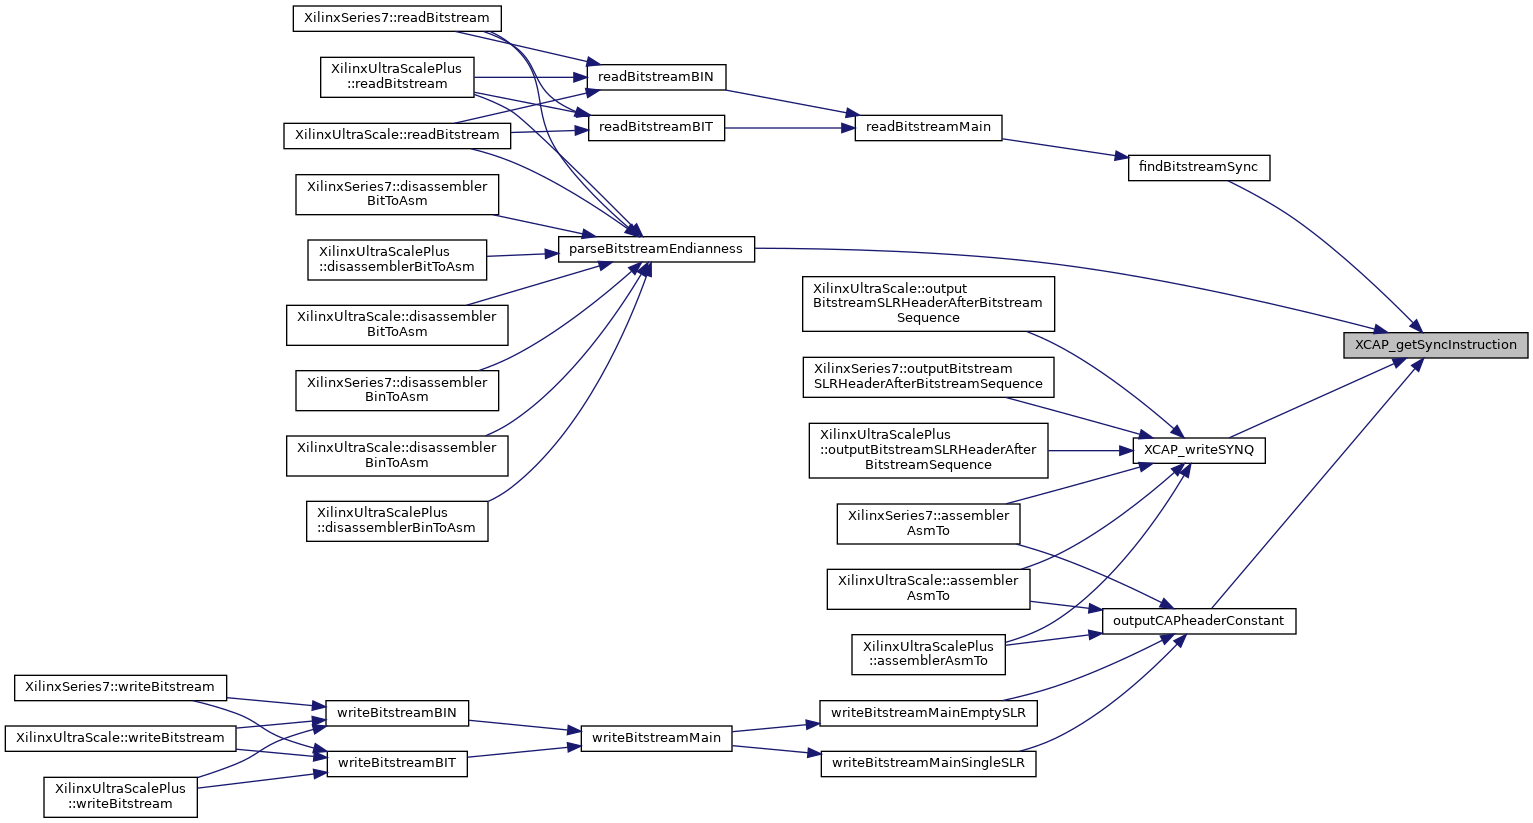 XilinxSeries7::readBitstream
XilinxUltraScalePlus
::readBitstream
XilinxUltraScale::readBitstream
XilinxSeries7::disassembler
BitToAsm
XilinxUltraScalePlus
::disassemblerBitToAsm
XilinxUltraScale::disassembler
BitToAsm
XilinxSeries7::disassembler
BinToAsm
XilinxUltraScale::disassembler
BinToAsm
XilinxUltraScalePlus
::disassemblerBinToAsm
readBitstreamBIN
readBitstreamBIT
parseBitstreamEndianness
readBitstreamMain
findBitstreamSync
XilinxUltraScale::output
BitstreamSLRHeaderAfterBitstream
Sequence
XilinxSeries7::outputBitstream
SLRHeaderAfterBitstreamSequence
XilinxUltraScalePlus
::outputBitstreamSLRHeaderAfter
BitstreamSequence
XilinxSeries7::assembler
AsmTo
XilinxUltraScale::assembler
AsmTo
XilinxUltraScalePlus
::assemblerAsmTo
XCAP_getSyncInstruction
XCAP_writeSYNQ
outputCAPheaderConstant
writeBitstreamMainEmptySLR
writeBitstreamMainSingleSLR
writeBitstreamMain
writeBitstreamBIN
writeBitstreamBIT
XilinxSeries7::writeBitstream
XilinxUltraScale::writeBitstream
XilinxUltraScalePlus
::writeBitstream